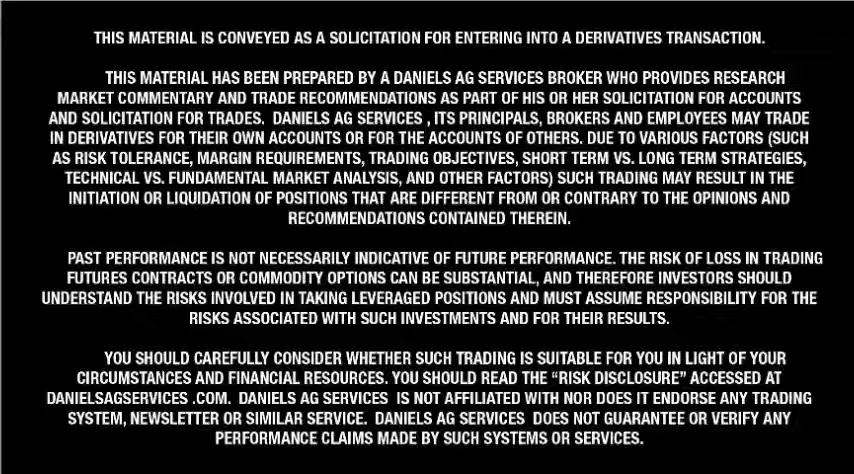 THIS MATERIAL IS CONVEYED AS A SOLICITATION FOR ENTERING INTO A DERIVATIVES TRANSACTION.
THIS MATERIAL HAS BEEN PREPARED BY A DANIELS AG SERVICES BROKER WHO PROVIDES RESEARCH
MARKET COMMENTARY AND TRADE RECOMMENDATIONS AS PART OF HIS OR HER SOLICITATION FOR ACCOUNTS
AND SOLICITATION FOR TRADES. DANIELS AG SERVICES , ITS PRINCIPALS, BROKERS AND EMPLOYEES MAY TRADE
IN DERIVATIVES FOR THEIR OWN ACCOUNTS OR FOR THE ACCOUNTS OF OTHERS. DUE TO VARIOUS FACTORS (SUCH
AS RISK TOLERANCE, MARGIN REQUIREMENTS, TRADING OBJECTIVES, SHORT TERM VS. LONG TERM STRATEGIES,
TECHNICAL VS. FUNDAMENTAL MARKET ANALYSIS, AND OTHER FACTORS) SUCH TRADING MAY RESULT IN THE
INITIATION OR LIQUIDATION OF POSITIONS THAT ARE DIFFERENT FROM OR CONTRARY TO THE OPINIONS AND
RECOMMENDATIONS CONTAINED THEREIN.
PAST PERFORMANCE IS NOT NECESSARILY INDICATIVE OF FUTURE PERFORMANCE. THE RISK OF LOSS IN TRADING
FUTURES CONTRACTS OR COMMODITY OPTIONS CAN BE SUBSTANTIAL, AND THEREFORE INVESTORS SHOULD
UNDERSTAND THE RISKS INVOLVED IN TAKING LEVERAGED POSITIONS AND MUST ASSUME RESPONSIBILITY FOR THE
RISKS ASSOCIATED WITH SUCH INVESTMENTS AND FOR THEIR RESULTS.
YOU SHOULD CAREFULLY CONSIDER WHETHER SUCH TRADING IS SUITABLE FOR YOU IN LIGHT OF YOUR
CIRCUMSTANCES AND FINANCIAL RESOURCES. YOU SHOULD READ THE “RISK DISCLOSURE” ACCESSED AT
DANIELSAGSERVICES .COM. DANIELS AG SERVICES IS NOT AFFILIATED WITH NOR DOES IT ENDORSE ANY TRADING
SYSTEM, NEWSLETTER OR SIMILAR SERVICE. DANIELS AG SERVICES DOES NOT GUARANTEE OR VERIFY ANY
PERFORMANCE CLAIMS MADE BY SUCH SYSTEMS OR SERVICES.